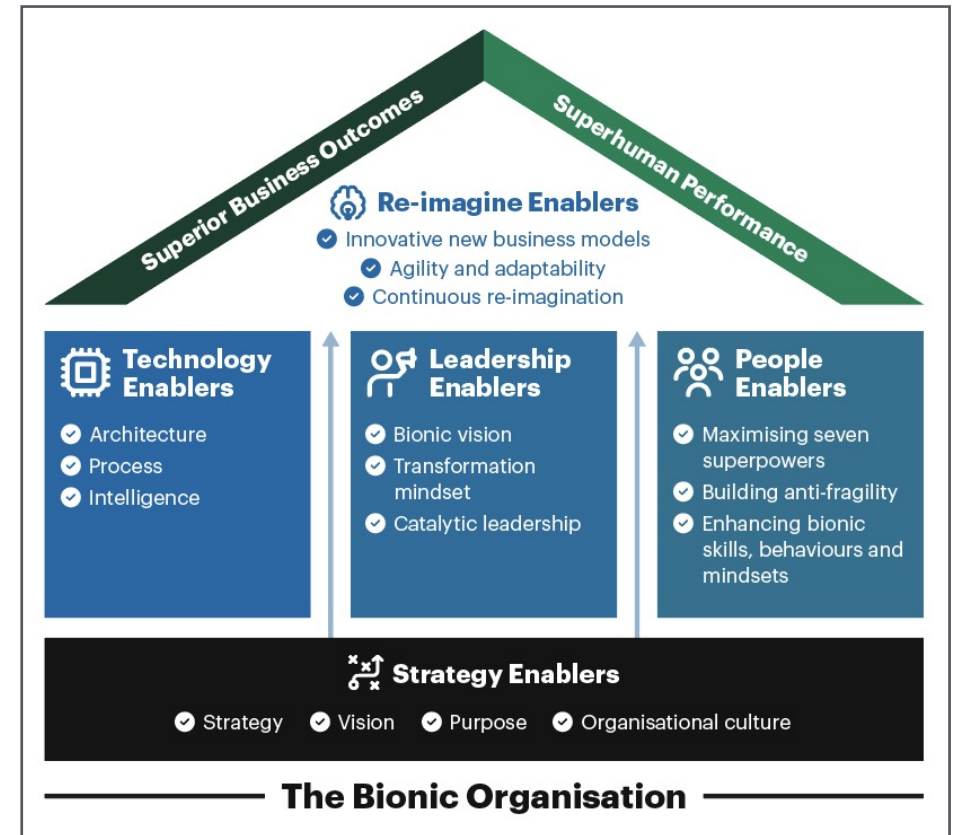 Superior Business Outcomes
Superhuman Performance
Re-imagine Enablers
Innovative new business models
Agility and adaptability
Continuous re-imagination
Technology
Enablers
Architecture
Process
Intelligence
Leadership
Enablers
Bionic vision
Transformation
mindset
Catalytic leadership
People
Enablers
Maximising seven
superpowers
Building anti-fragility
Enhancing bionic
skills, behaviours and
mindsets
Strategy Enablers
Strategy Vision Purpose Organisational culture
The Bionic Organisation